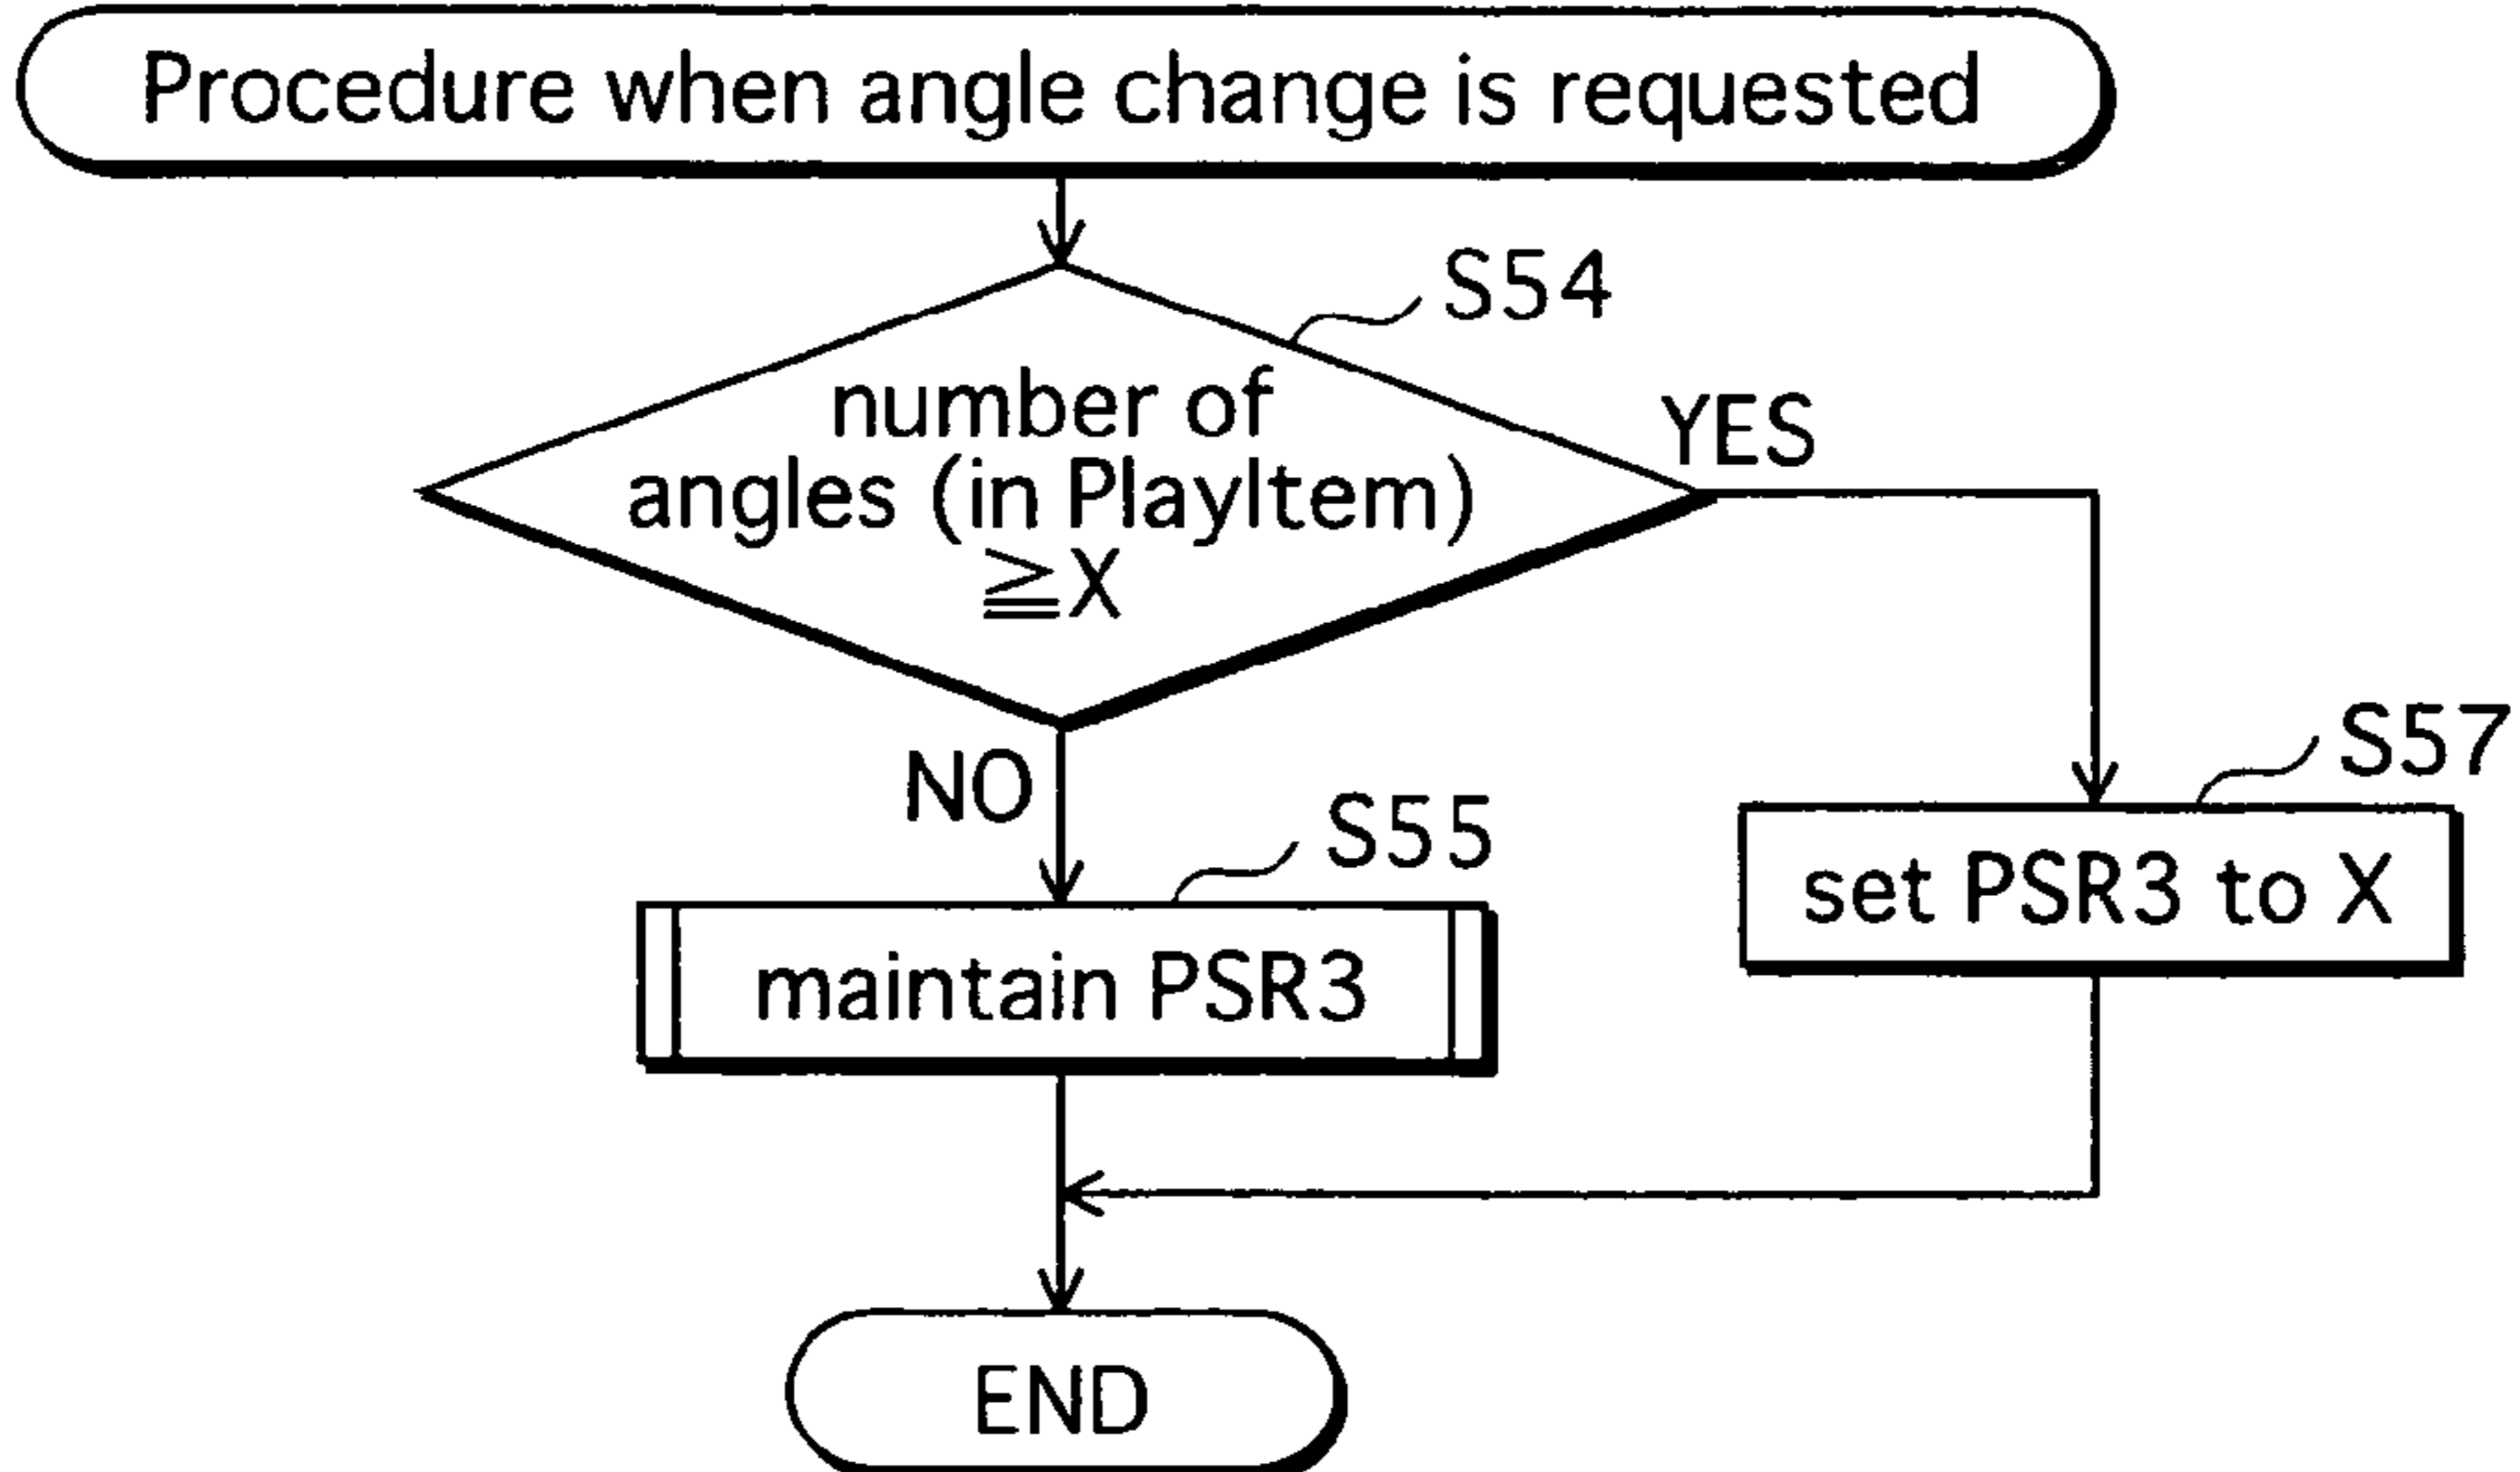 Procedure when angle change is requested
S54
number of
angles (in PlayItem)
≧X
YES
NO
S55
maintain PSR3
S57
set PSR3 to X
END